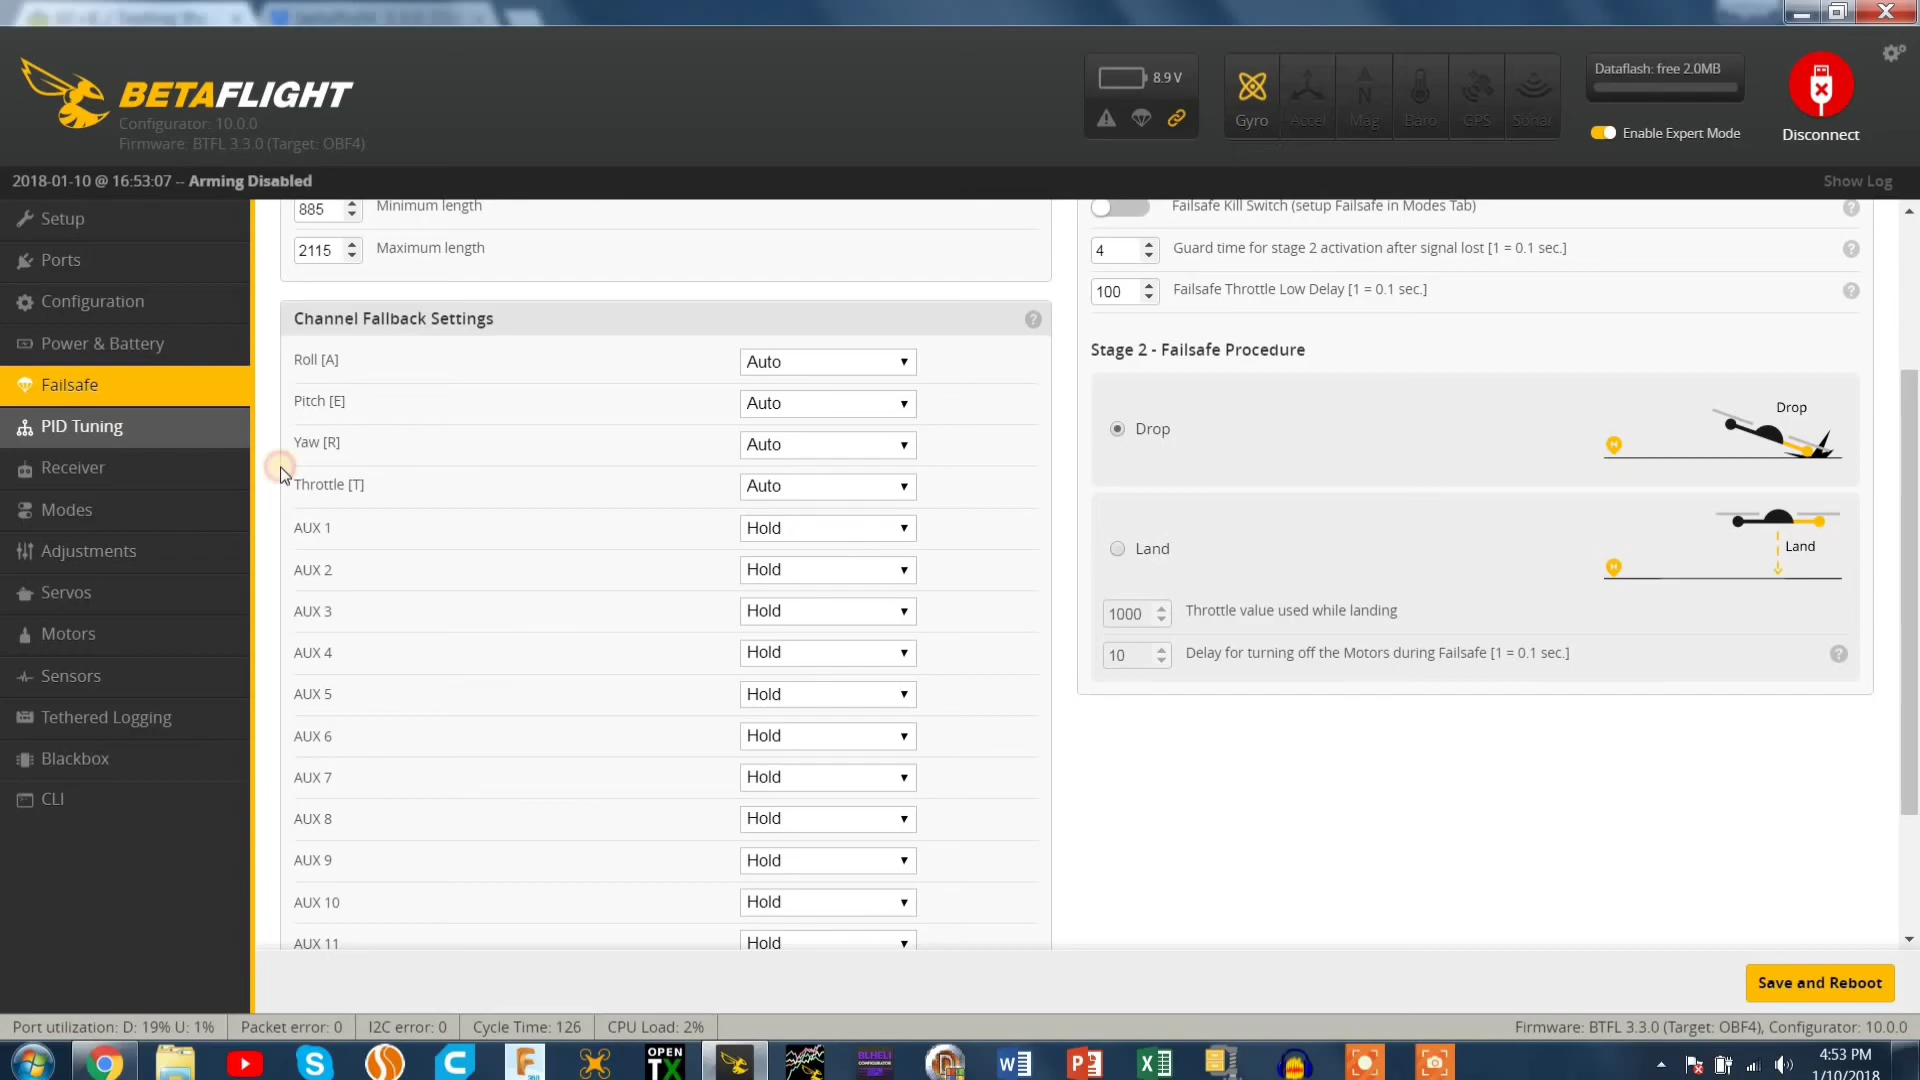 BETAFLIGHT
Configurator: 10.0.0
Firmware: BTFL 3.3.0 (Target: OBF4)
8.9 V
Gyro
Accel
Mag
Baro
GPS
Sonar
Dataflash: free 2.0MB
Enable Expert Mode
Disconnect
2018-01-10 @ 16:53:07 -- Arming Disabled
Show Log
Setup
Ports
Configuration
Power & Battery
Failsafe
PID Tuning
Receiver
Modes
Adjustments
Servos
Motors
Sensors
Tethered Logging
Blackbox
CLI
885 Minimum length
2115 Maximum length
Channel Fallback Settings
Roll [A] Auto
Pitch [E] Auto
Yaw [R] Auto
Throttle [T] Auto
AUX 1 Hold
AUX 2 Hold
AUX 3 Hold
AUX 4 Hold
AUX 5 Hold
AUX 6 Hold
AUX 7 Hold
AUX 8 Hold
AUX 9 Hold
AUX 10 Hold
AUX 11 Hold
Failsafe Kill Switch (setup Failsafe in Modes Tab)
4 Guard time for stage 2 activation after signal lost [1 = 0.1 sec.]
100 Failsafe Throttle Low Delay [1 = 0.1 sec.]
Stage 2 - Failsafe Procedure
Drop
Drop
Land
Land
1000 Throttle value used while landing
10 Delay for turning off the Motors during Failsafe [1 = 0.1 sec.]
Save and Reboot
Port utilization: D: 19% U: 1%
Packet error: 0
I2C error: 0
Cycle Time: 126
CPU Load: 2%
Firmware: BTFL 3.3.0 (Target: OBF4), Configurator: 10.0.0
OPEN
TX
BLHELI
CONFIGURATOR
4:53 PM
1/10/2018